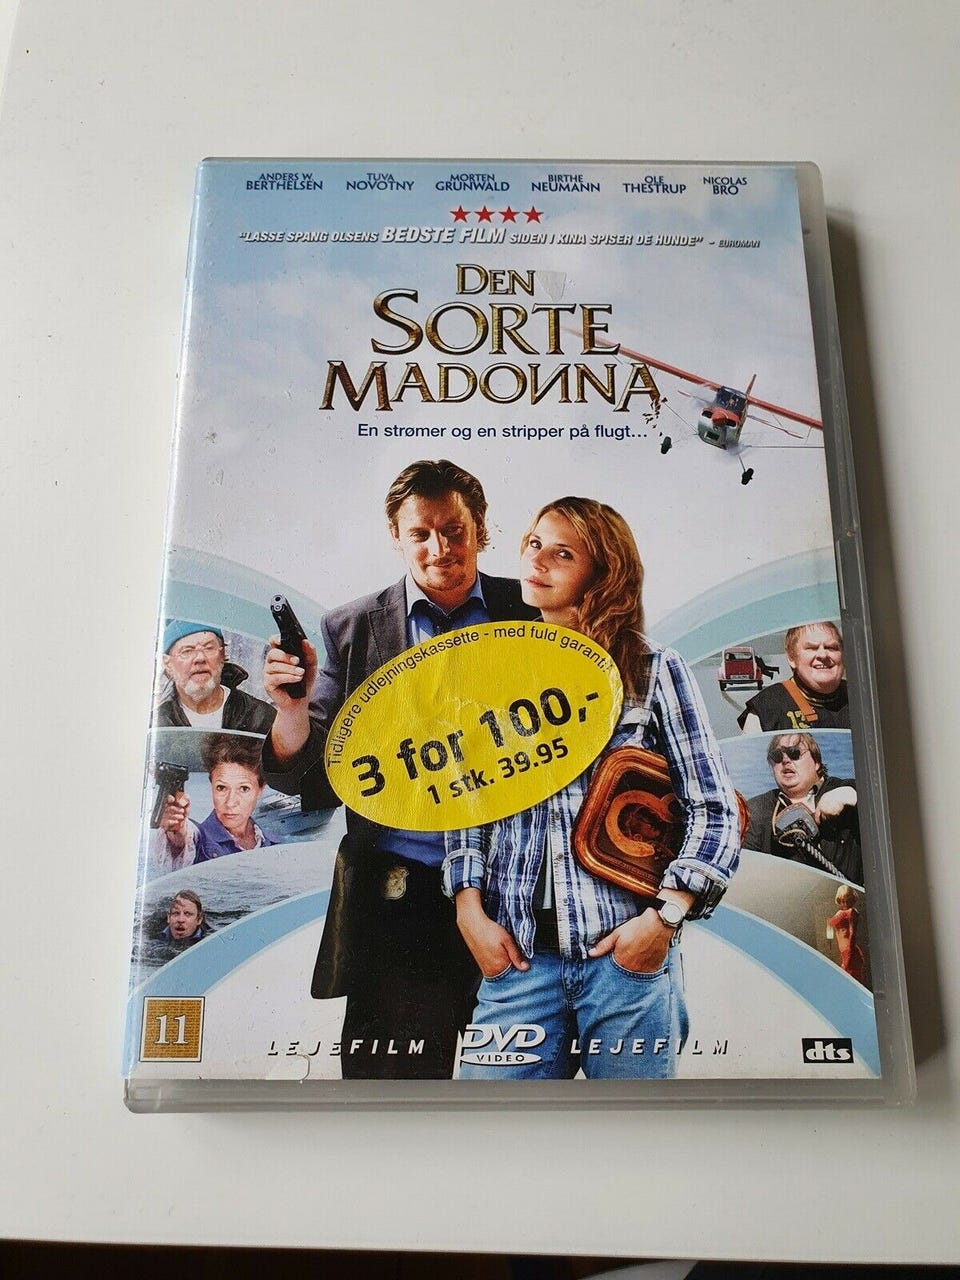 ANDERS W. BERTHELSEN
TUVA NOVOTNY
MORTEN GRUNWALD
BIRTHE NEUMANN
OLE THESTRUP
NICOLAS BRO
★★★★
"LASSE SPANG OLSENS BEDSTE FILM SIDEN I KINA SPISER DE HUNDE" - EUROMAN
DEN
SORTE
MADOИNA
En strømer og en stripper på flugt...
Tidligere udlejningskassette - med fuld garanti!
3 for 100,-
1 stk. 39.95
11
LEJEFILM
DVD
VIDEO
LEJEFILM
dts